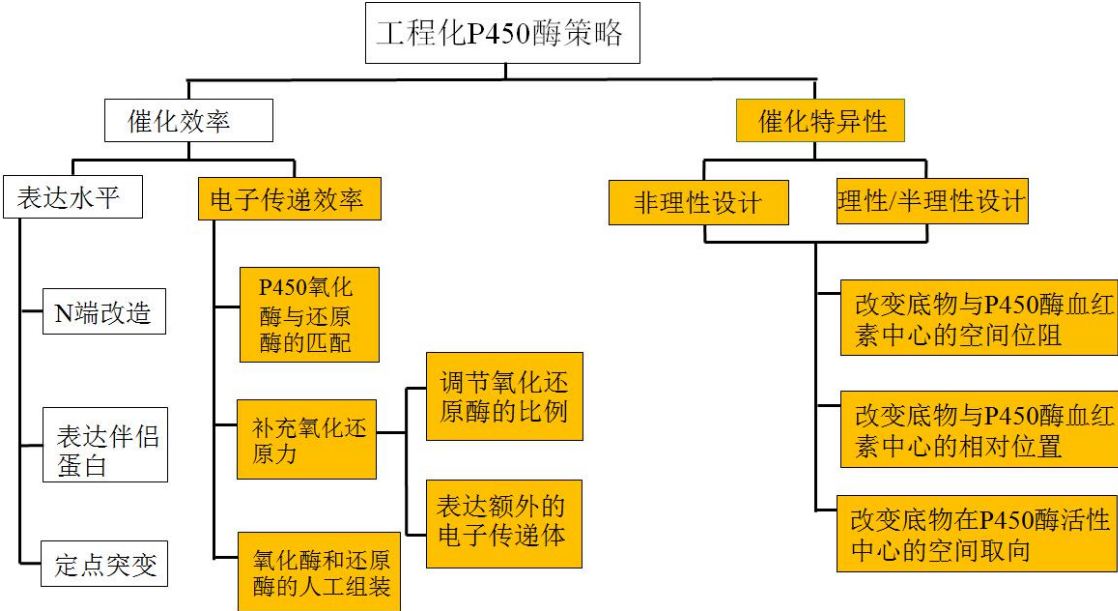 工程化P450酶策略
催化效率
催化特异性
表达水平
电子传递效率
非理性设计
理性/半理性设计
N端改造
表达伴侣
蛋白
定点突变
P450氧化
酶与还原
酶的匹配
补充氧化还
原力
氧化酶和还原
酶的人工组装
调节氧化还
原酶的比例
表达额外的
电子传递体
改变底物与P450酶血红
素中心的空间位阻
改变底物与P450酶血红
素中心的相对位置
改变底物在P450酶活性
中心的空间取向